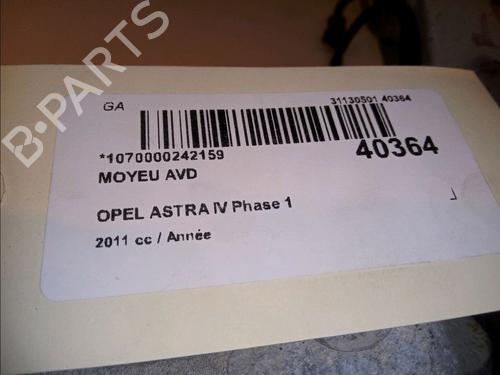 GA
31130501 40364
*1070000242159
40364
MOYEU AVD
OPEL ASTRA IV Phase 1
2011 cc / Année
B-PARTS